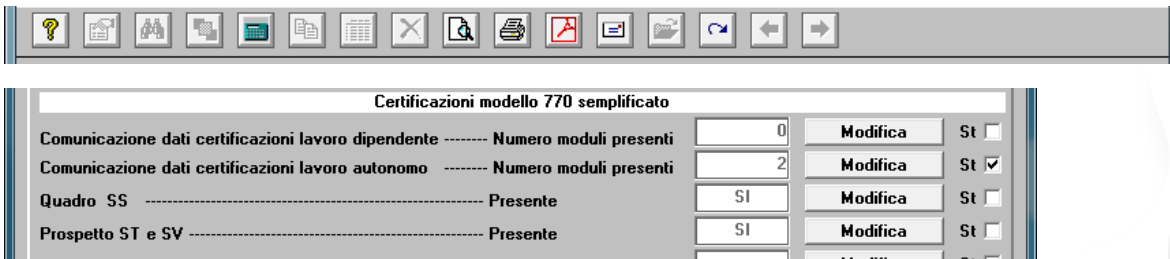 Certificazioni modello 770 semplificato
Comunicazione dati certificazioni lavoro dipendente -------- Numero moduli presenti 0 Modifica St
Comunicazione dati certificazioni lavoro autonomo -------- Numero moduli presenti 2 Modifica St
Quadro SS ---------------------------------------------------------- Presente SI Modifica St
Prospetto ST e SV -------------------------------------------------- Presente SI Modifica St